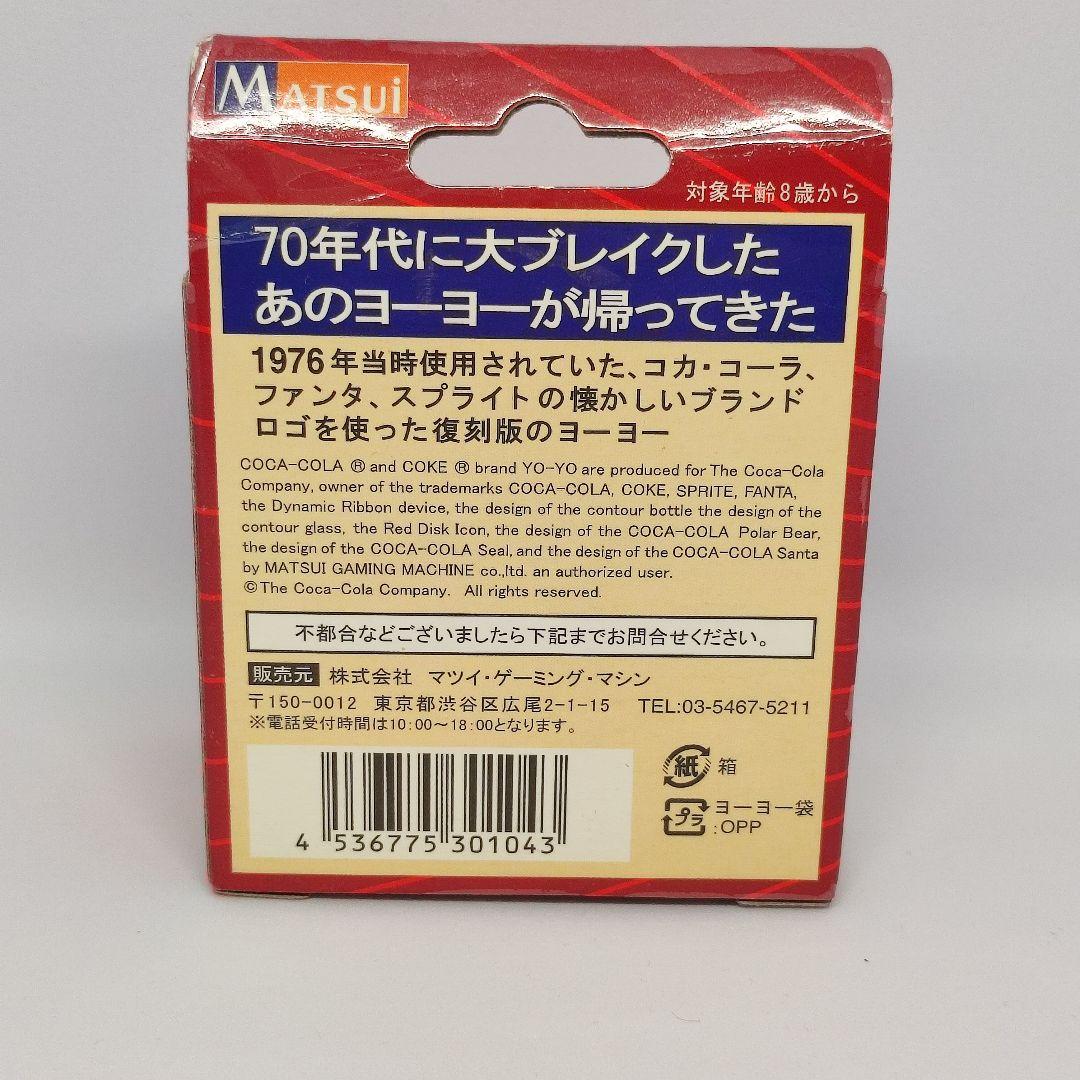 MATSUi
対象年齢8歳から
70年代に大ブレイクした
あのヨーヨーが帰ってきた
1976年当時使用されていた、コカ・コーラ、
ファンタ、スプライトの懐かしいブランド
ロゴを使った復刻版のヨーヨー
COCA-COLA ® and COKE ® brand YO-YO are produced for The Coca-Cola
Company, owner of the trademarks COCA-COLA, COKE, SPRITE, FANTA,
the Dynamic Ribbon device, the design of the contour bottle the design of the
contour glass, the Red Disk Icon, the design of the COCA-COLA Polar Bear,
the design of the COCA-COLA Seal, and the design of the COCA-COLA Santa
by MATSUI GAMING MACHINE co.,ltd. an authorized user.
©The Coca-Cola Company. All rights reserved.
不都合などございましたら下記までお問合せください。
販売元 株式会社 マツイ・ゲーミング・マシン
〒150-0012 東京都渋谷区広尾2-1-15 TEL:03-5467-5211
※電話受付時間は10:00〜18:00となります。
紙 箱
プラ ヨーヨー袋
:OPP
4 536775 301043